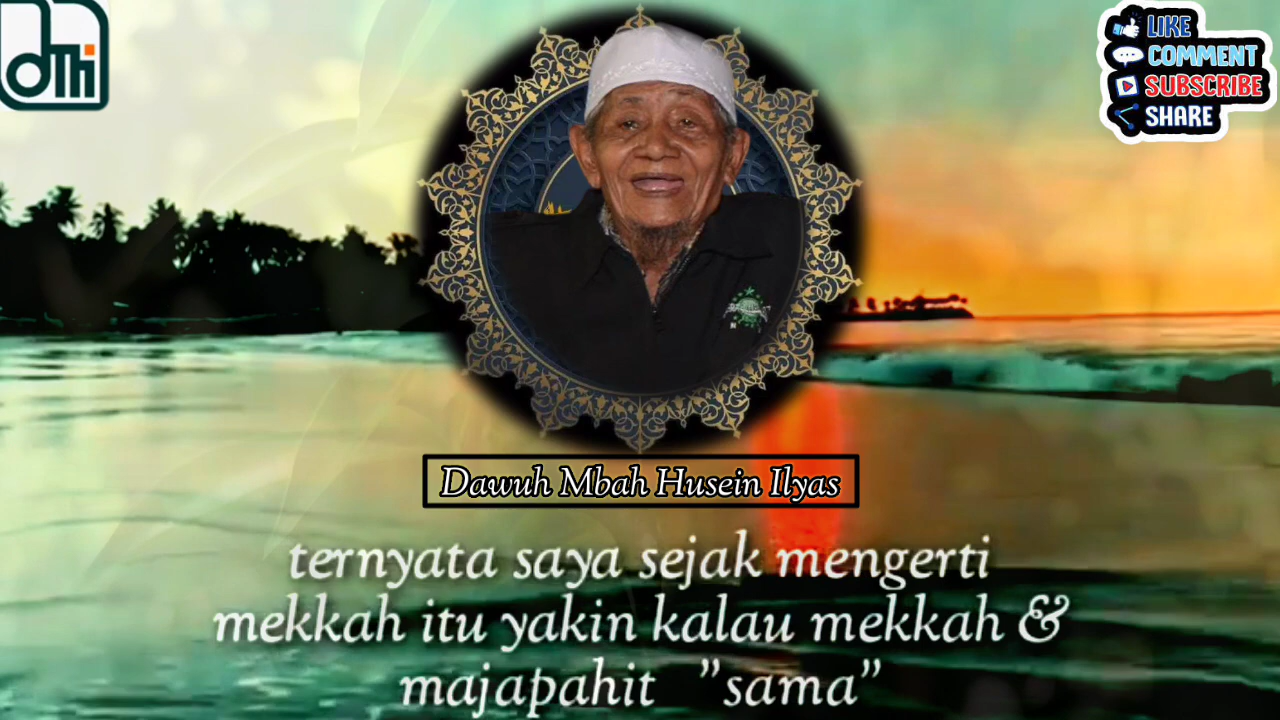 dmi
LIKE
COMMENT
SUBSCRIBE
SHARE
Dawuh Mbah Husein Ilyas
ternyata saya sejak mengerti
mekkah itu yakin kalau mekkah &
majapahit "sama"